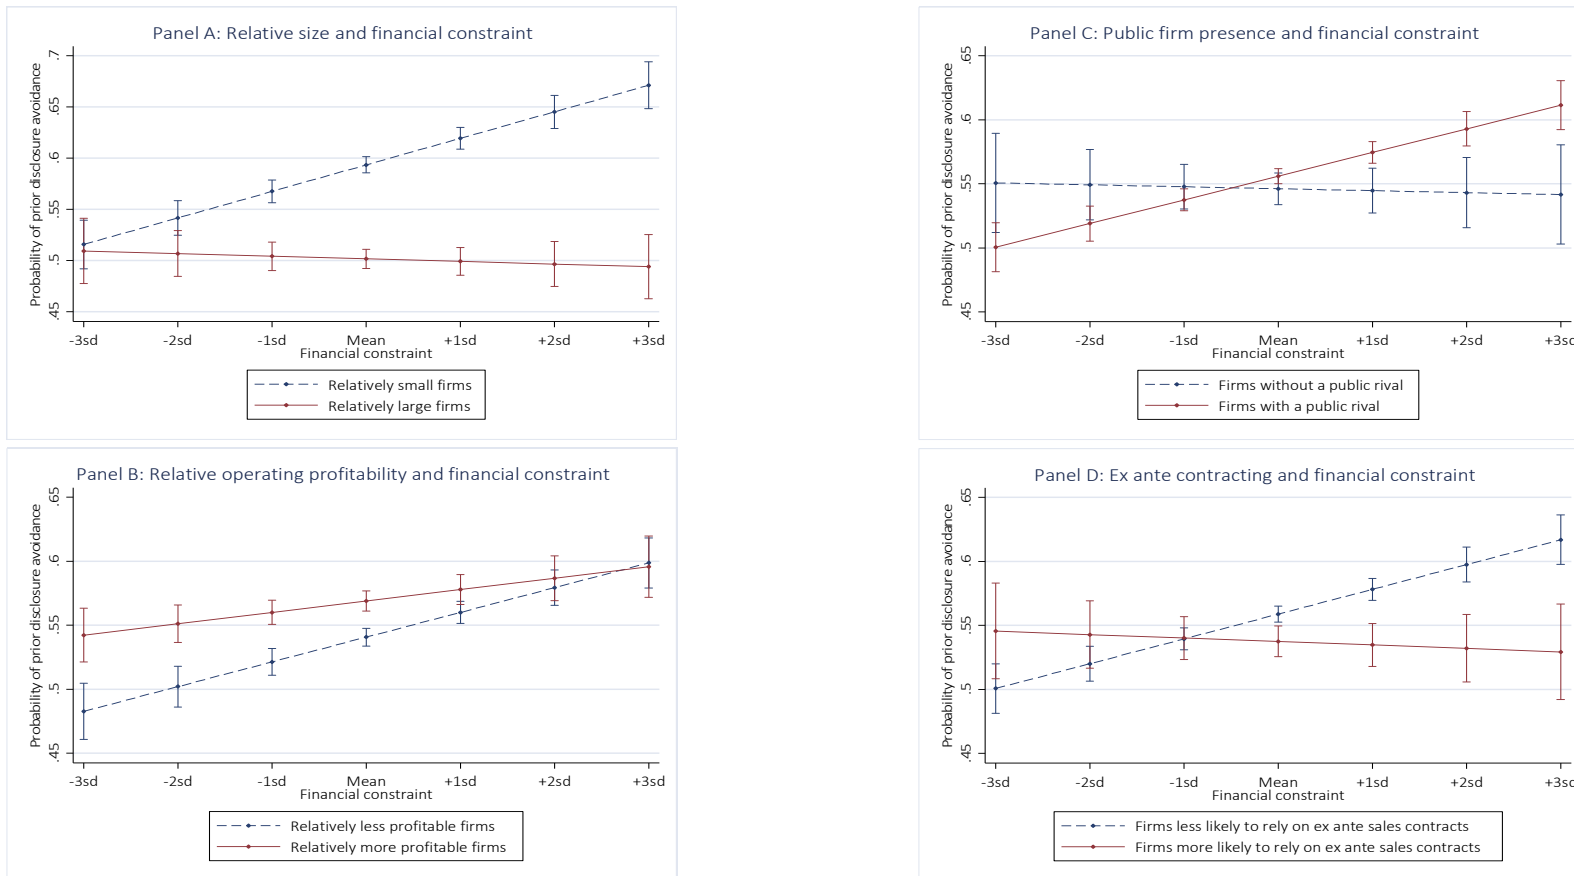 Panel A: Relative size and financial constraint
Probability of prior disclosure avoidance
.7
.65
.6
.55
.5
.45
-3sd -2sd -1sd Mean +1sd +2sd +3sd
Financial constraint
Relatively small firms
Relatively large firms
Panel B: Relative operating profitability and financial constraint
Probability of prior disclosure avoidance
.65
.6
.55
.5
.45
-3sd -2sd -1sd Mean +1sd +2sd +3sd
Financial constraint
Relatively less profitable firms
Relatively more profitable firms
Panel C: Public firm presence and financial constraint
Probability of prior disclosure avoidance
.65
.6
.55
.5
.45
-3sd -2sd -1sd Mean +1sd +2sd +3sd
Financial constraint
Firms without a public rival
Firms with a public rival
Panel D: Ex ante contracting and financial constraint
Probability of prior disclosure avoidance
.65
.6
.55
.5
.45
-3sd -2sd -1sd Mean +1sd +2sd +3sd
Financial constraint
Firms less likely to rely on ex ante sales contracts
Firms more likely to rely on ex ante sales contracts